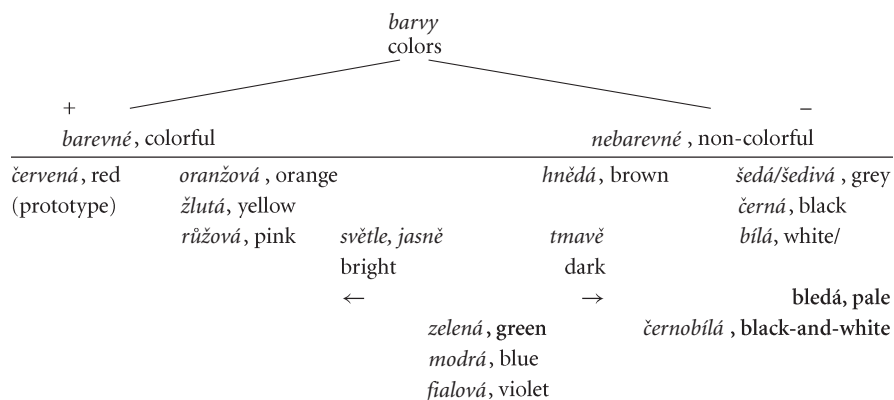 barvy
colors
+ −
barevné, colorful nebarevné, non-colorful
červená, red oranžová, orange hnědá, brown šedá/šedivá, grey
(prototype) žlutá, yellow černá, black
růžová, pink světle, jasně tmavě bílá, white/
bright dark
← → bledá, pale
zelená, green černobílá, black-and-white
modrá, blue
fialová, violet